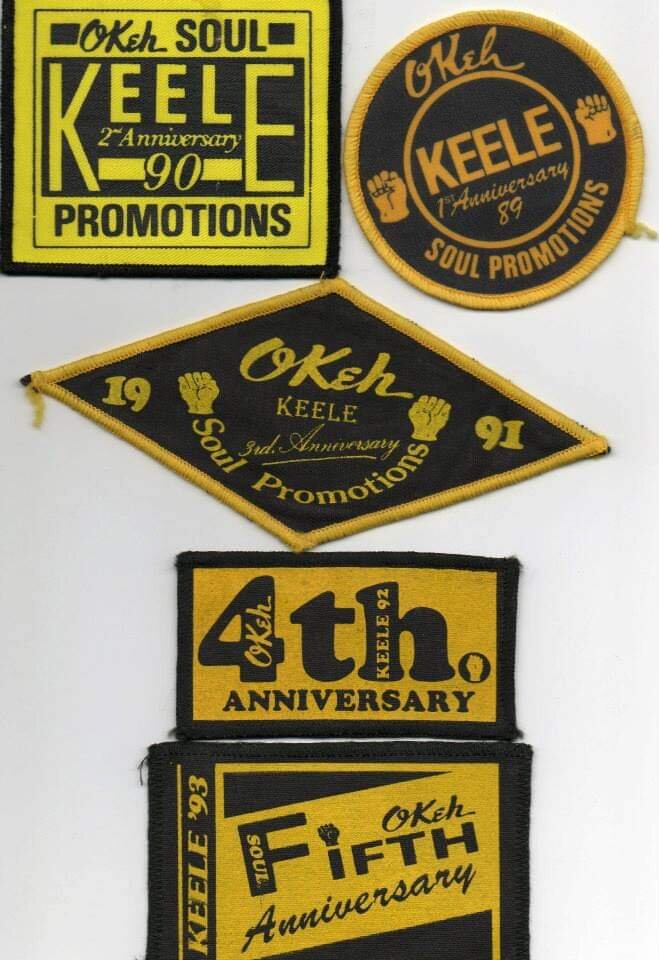 OKeh SOUL
KEELE
2nd Anniversary
90
PROMOTIONS
OKeh
KEELE
1ST Anniversary
89
SOUL PROMOTIONS
OKeh
19 KEELE 91
3rd. Anneversary
Soul Promotions
4th.
OKeh
KEELE 92
ANNIVERSARY
KEELE '93
OKeh
SOUL FiFTH
Anniversary